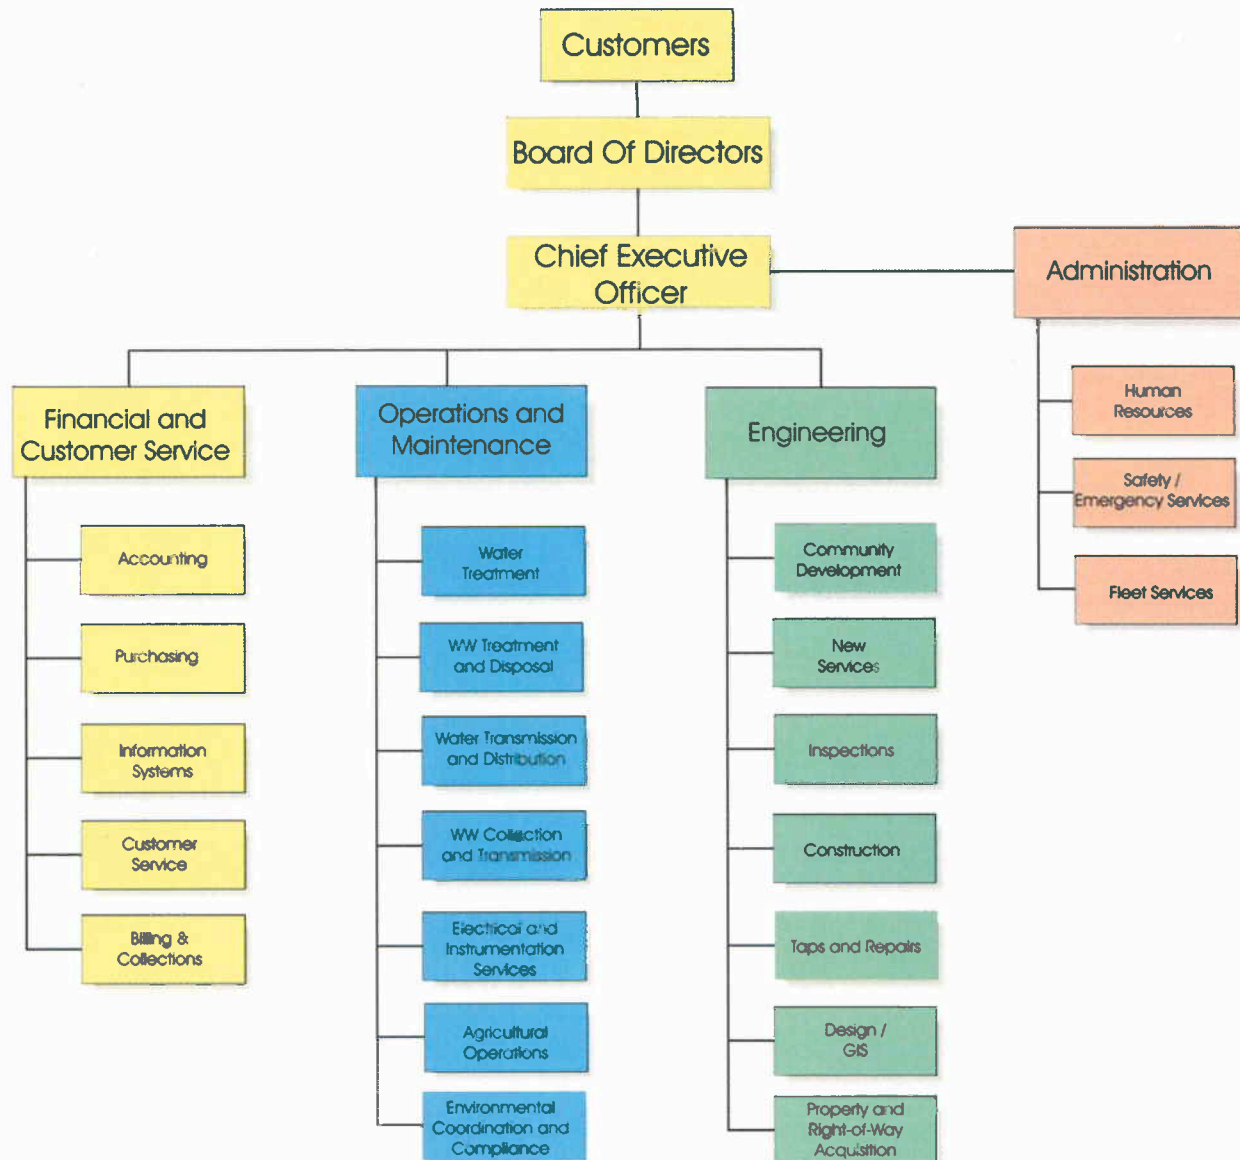 Customers
Board Of Directors
Chief Executive
Officer
Administration
Human
Resources
Safety /
Emergency Services
Fleet Services
Financial and
Customer Service
Accounting
Purchasing
Information
Systems
Customer
Service
Billing &
Collections
Operations and
Maintenance
Water
Treatment
WW Treatment
and Disposal
Water Transmission
and Distribution
WW Collection
and Transmission
Electrical and
Instrumentation
Services
Agricultural
Operations
Environmental
Coordination and
Compliance
Engineering
Community
Development
New
Services
Inspections
Construction
Taps and Repairs
Design /
GIS
Property and
Right-of-Way
Acquisition